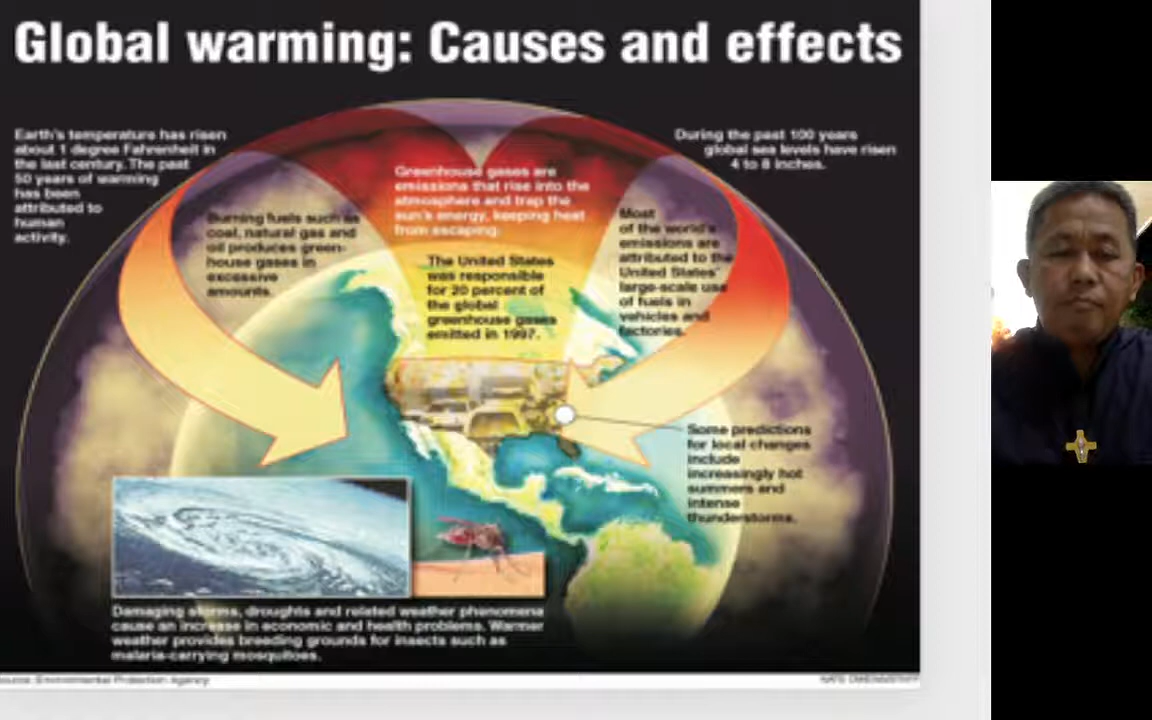 Global warming: Causes and effects
Earth's temperature has risen
about 1 degree Fahrenheit in
the last century. The past
50 years of warming
has been
attributed to
human
activity.
Burning fuels such as
coal, natural gas and
oil produces green-
house gases in
excessive
amounts.
Greenhouse gases are
emissions that rise into the
atmosphere and trap the
sun's energy, keeping heat
from escaping.
The United States
was responsible
for 20 percent of
the global
greenhouse gases
emitted in 1997.
Most
of the world's
emissions are
attributed to the
United States'
large-scale use
of fuels in
vehicles and
factories.
During the past 100 years
global sea levels have risen
4 to 8 inches.
Some predictions
for local changes
include
increasingly hot
summers and
intense
thunderstorms.
Damaging storms, droughts and related weather phenomena
cause an increase in economic and health problems. Warmer
weather provides breeding grounds for insects such as
malaria-carrying mosquitoes.
Source: Environmental Protection Agency